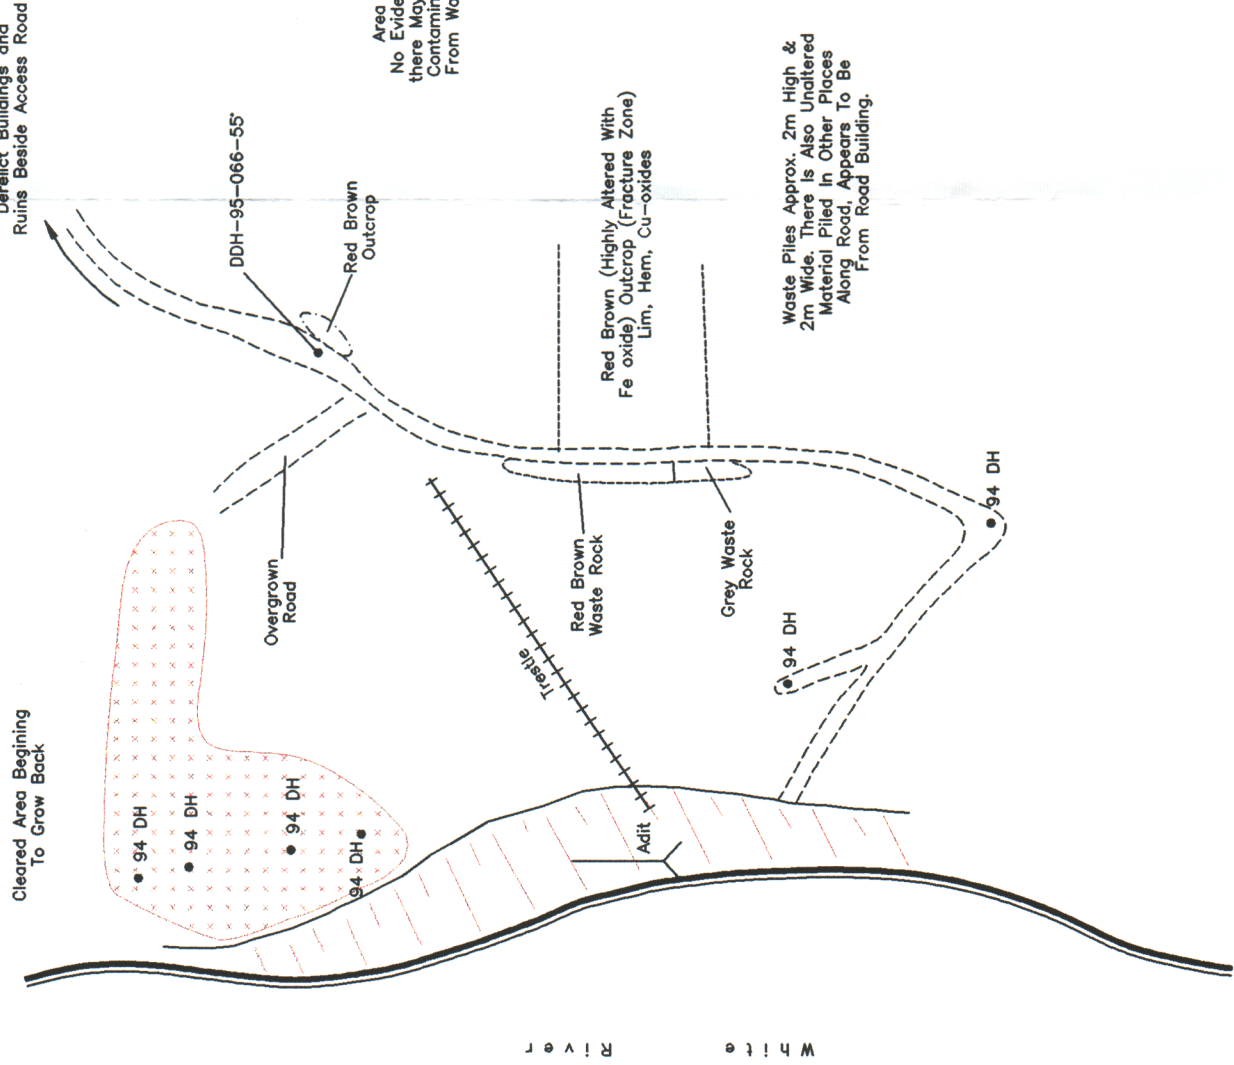 Derelict Buildings and
Ruins Beside Access Road
Area
No Evide
there May
Contamin
From Wa
DDH-95-066-55°
Red Brown
Outcrop
Red Brown (Highly Altered With
Fe oxide) Outcrop (Fracture Zone)
Lim, Hem, Cu-oxides
Waste Piles Approx. 2m High &
2m Wide. There Is Also Unaltered
Material Piled In Other Places
Along Road, Appears To Be
From Road Building.
Overgrown
Road
Trestle
Red Brown
Waste Rock
Grey Waste
Rock
94 DH
94 DH
Cleared Area Begining
To Grow Back
94 DH
94 DH
94 DH
94 DH
Adit
White River